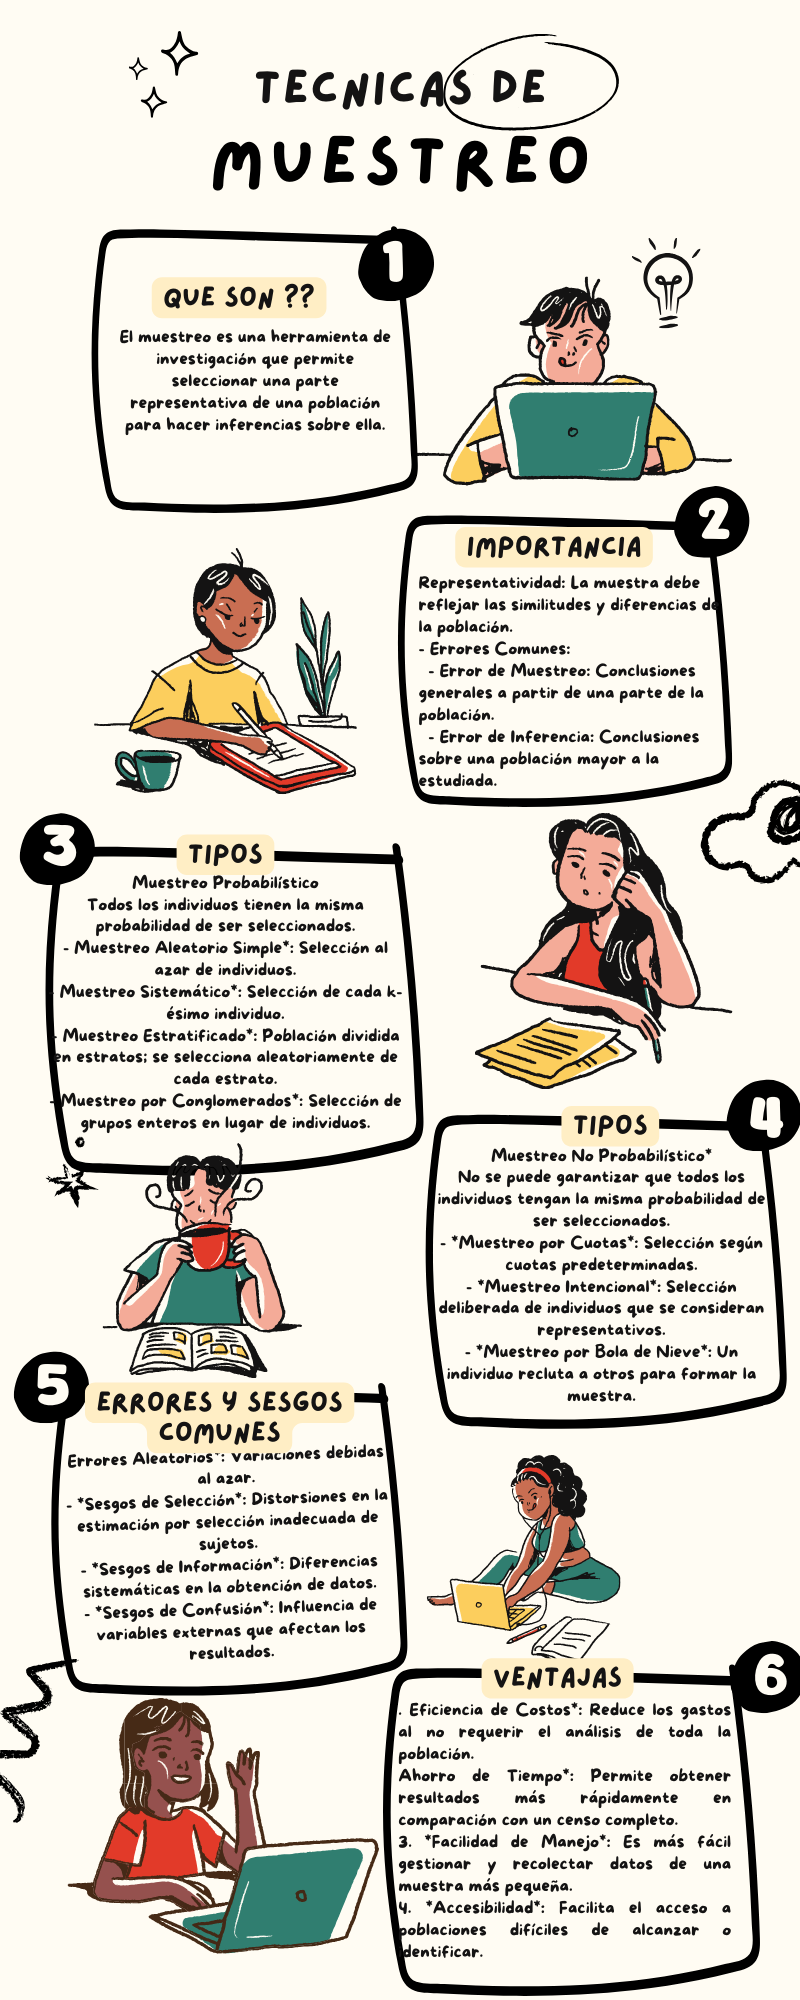 TECNICAS DE
MUESTREO
1
QUE SON ??
El muestreo es una herramienta de
investigación que permite
seleccionar una parte
representativa de una población
para hacer inferencias sobre ella.
2
IMPORTANCIA
Representatividad: La muestra debe
reflejar las similitudes y diferencias de
la población.
- Errores Comunes:
- Error de Muestreo: Conclusiones
generales a partir de una parte de la
población.
- Error de Inferencia: Conclusiones
sobre una población mayor a la
estudiada.
3
TIPOS
Muestreo Probabilístico
Todos los individuos tienen la misma
probabilidad de ser seleccionados.
- Muestreo Aleatorio Simple*: Selección al
azar de individuos.
- Muestreo Sistemático*: Selección de cada k-
ésimo individuo.
- Muestreo Estratificado*: Población dividida
en estratos; se selecciona aleatoriamente de
cada estrato.
- Muestreo por Conglomerados*: Selección de
grupos enteros en lugar de individuos.
4
TIPOS
Muestreo No Probabilístico*
No se puede garantizar que todos los
individuos tengan la misma probabilidad de
ser seleccionados.
- *Muestreo por Cuotas*: Selección según
cuotas predeterminadas.
- *Muestreo Intencional*: Selección
deliberada de individuos que se consideran
representativos.
- *Muestreo por Bola de Nieve*: Un
individuo recluta a otros para formar la
muestra.
5
ERRORES Y SESGOS
COMUNES
Errores Aleatorios*: Variaciones debidas
al azar.
- *Sesgos de Selección*: Distorsiones en la
estimación por selección inadecuada de
sujetos.
- *Sesgos de Información*: Diferencias
sistemáticas en la obtención de datos.
- *Sesgos de Confusión*: Influencia de
variables externas que afectan los
resultados.
6
VENTAJAS
. Eficiencia de Costos*: Reduce los gastos
al no requerir el análisis de toda la
población.
Ahorro de Tiempo*: Permite obtener
resultados más rápidamente en
comparación con un censo completo.
3. *Facilidad de Manejo*: Es más fácil
gestionar y recolectar datos de una
muestra más pequeña.
4. *Accesibilidad*: Facilita el acceso a
poblaciones difíciles de alcanzar o
identificar.